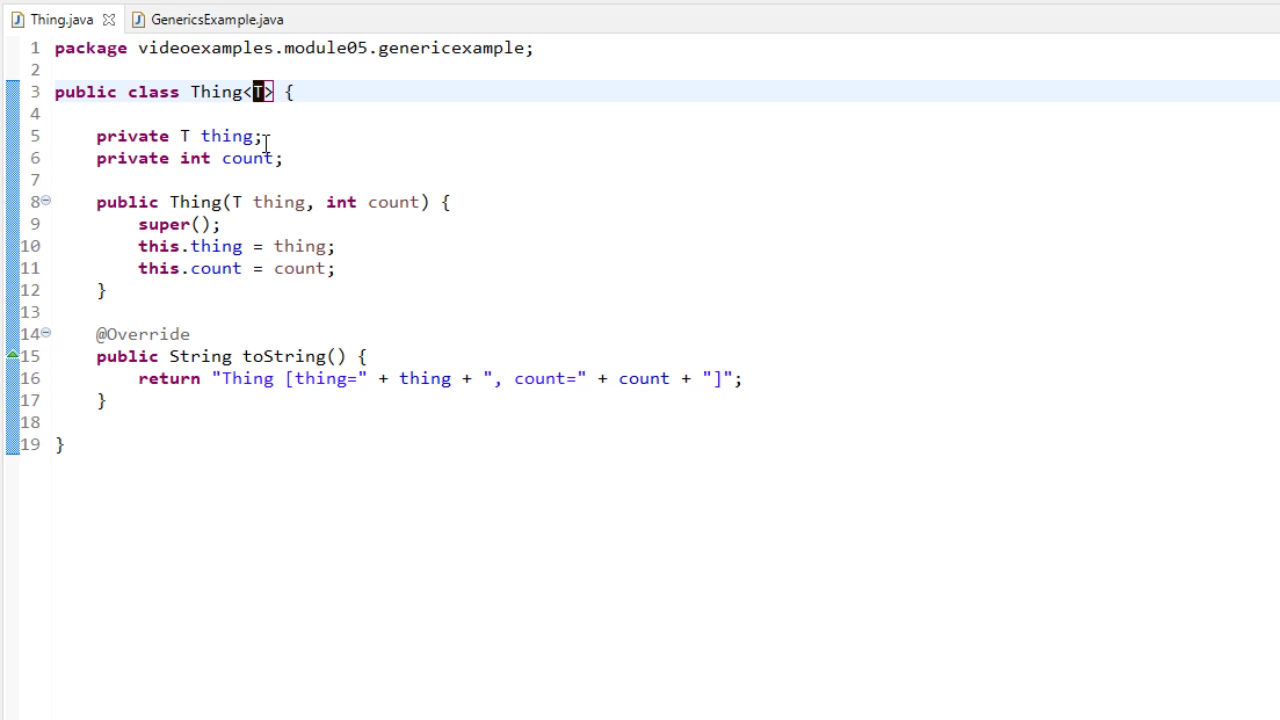 Thing.java GenericsExample.java
1 package videoexamples.module05.genericexample;
2
3 public class Thing<T> {
4
5 private T thing;
6 private int count;
7
8 public Thing(T thing, int count) {
9 super();
10 this.thing = thing;
11 this.count = count;
12 }
13
14 @Override
15 public String toString() {
16 return "Thing [thing=" + thing + ", count=" + count + "]";
17 }
18
19 }